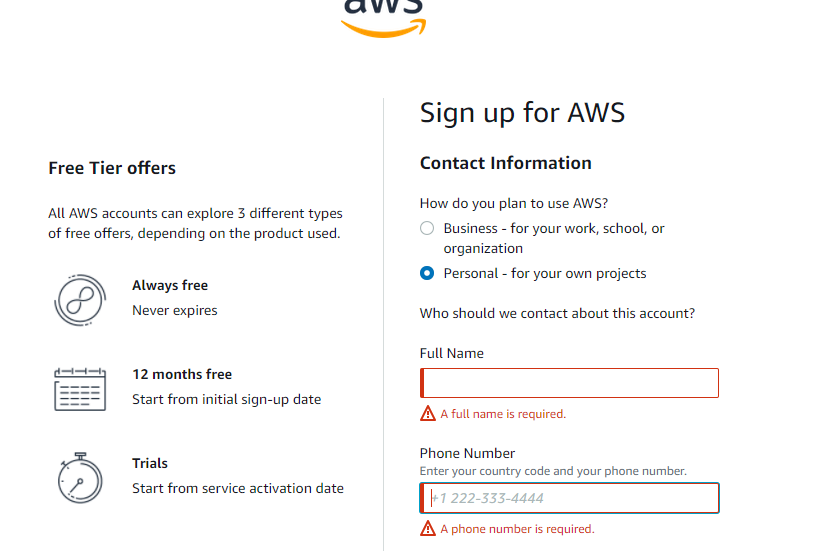 aws
Free Tier offers
All AWS accounts can explore 3 different types
of free offers, depending on the product used.
Always free
Never expires
12 months free
Start from initial sign-up date
Trials
Start from service activation date
Sign up for AWS
Contact Information
How do you plan to use AWS?
Business - for your work, school, or
organization
Personal - for your own projects
Who should we contact about this account?
Full Name
A full name is required.
Phone Number
Enter your country code and your phone number.
+1 222-333-4444
A phone number is required.